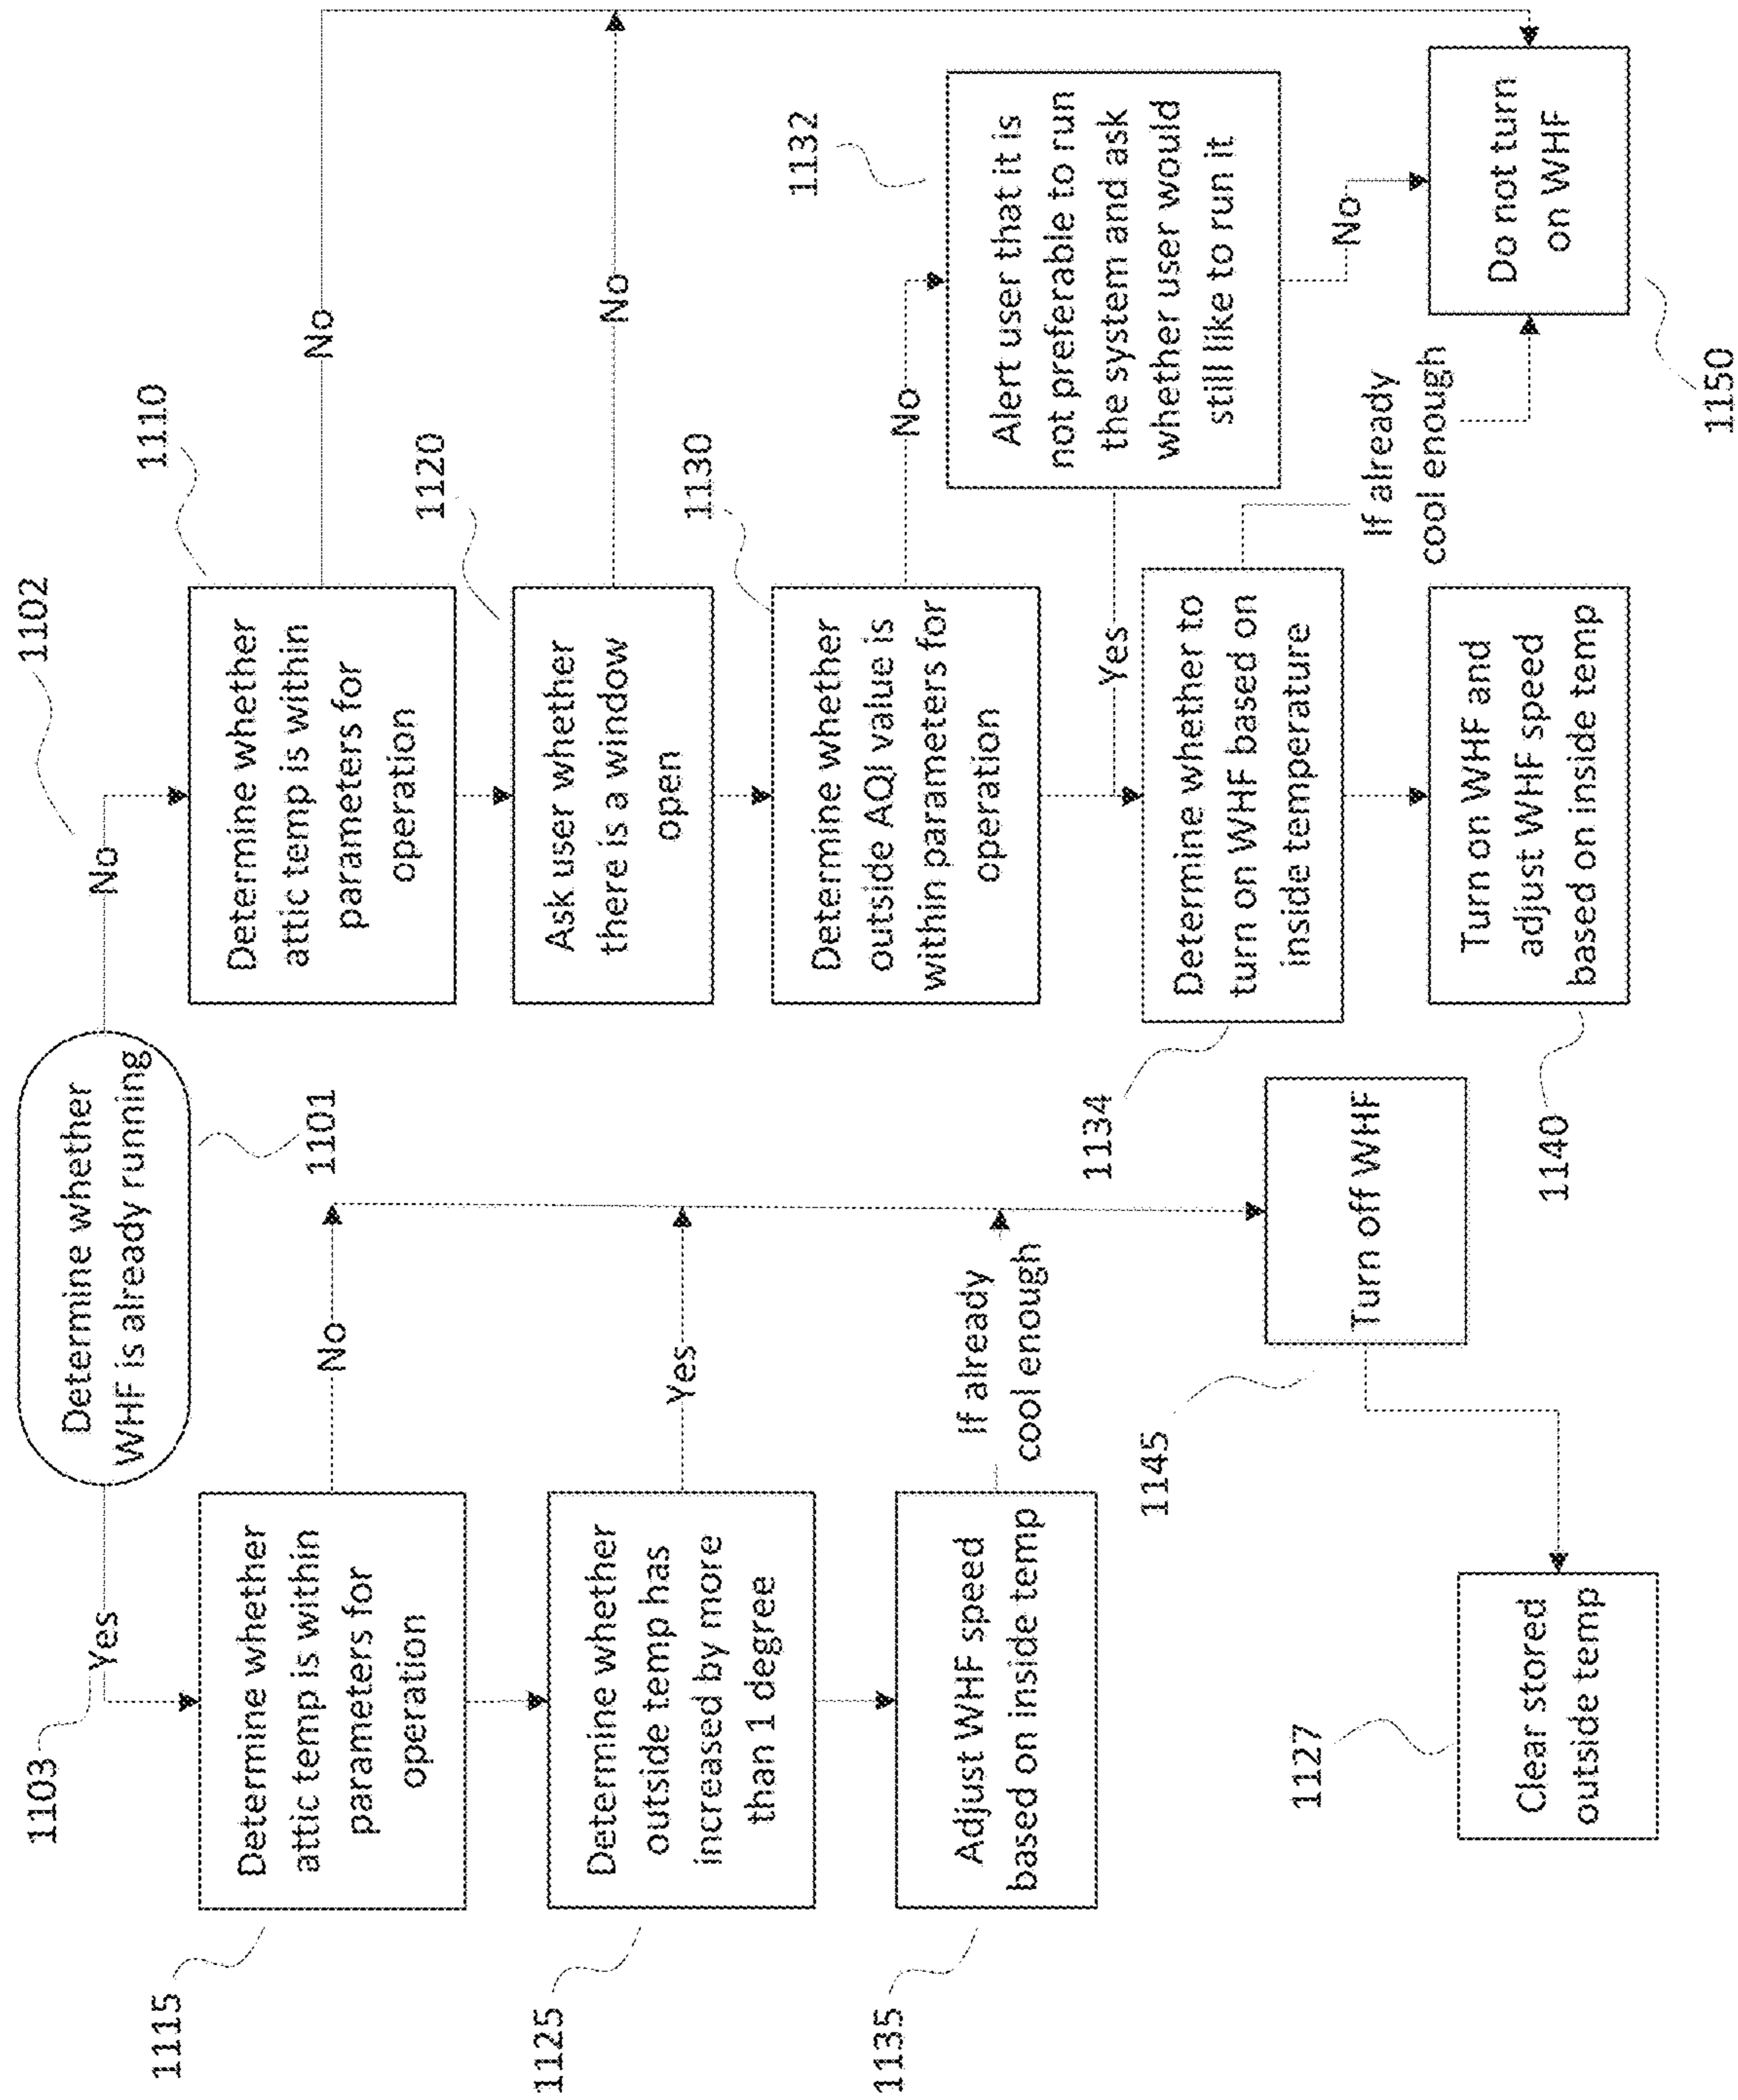 Determine whether
WHF is already running
1101
1103
Yes
No
1102
1115
Determine whether
attic temp is within
parameters for
operation
No
1125
Determine whether
outside temp has
increased by more
than 1 degree
Yes
1135
Adjust WHF speed
based on inside temp
If already
cool enough
1145
Turn off WHF
1127
Clear stored
outside temp
1110
Determine whether
attic temp is within
parameters for
operation
No
1120
Ask user whether
there is a window
open
No
1130
Determine whether
outside AQI value is
within parameters for
operation
No
1132
Alert user that it is
not preferable to run
the system and ask
whether user would
still like to run it
Yes
No
1134
Determine whether to
turn on WHF based on
inside temperature
If already
cool enough
1140
Turn on WHF and
adjust WHF speed
based on inside temp
Do not turn
on WHF
1150